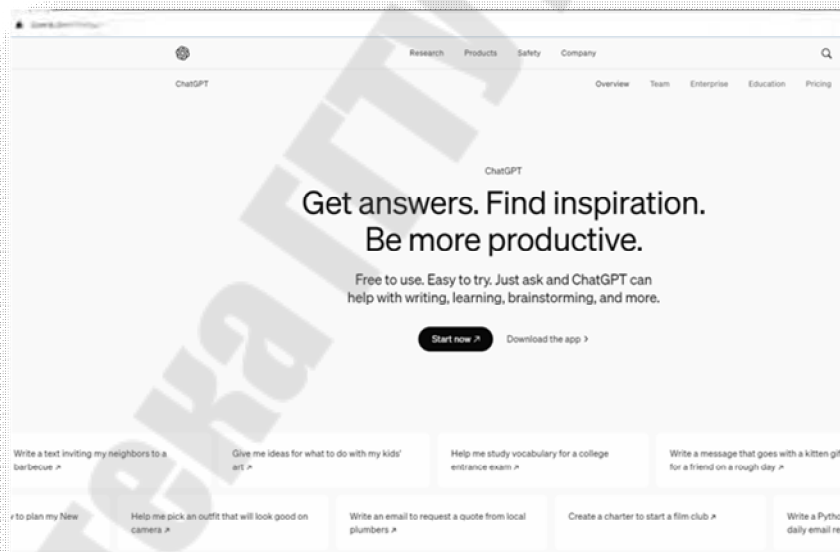 Research Products Safety Company
ChatGPT Overview Team Enterprise Education Pricing
ChatGPT
Get answers. Find inspiration.
Be more productive.
Free to use. Easy to try. Just ask and ChatGPT can
help with writing, learning, brainstorming, and more.
Start now ↗ Download the app >
Write a text inviting my neighbors to a
barbecue ↗
Give me ideas for what to do with my kids'
art ↗
Help me study vocabulary for a college
entrance exam ↗
Write a message that goes with a kitten gif
for a friend on a rough day ↗
to plan my New
Help me pick an outfit that will look good on
camera ↗
Write an email to request a quote from local
plumbers ↗
Create a charter to start a film club ↗
Write a Pytho
daily email re
тека ГГТУ